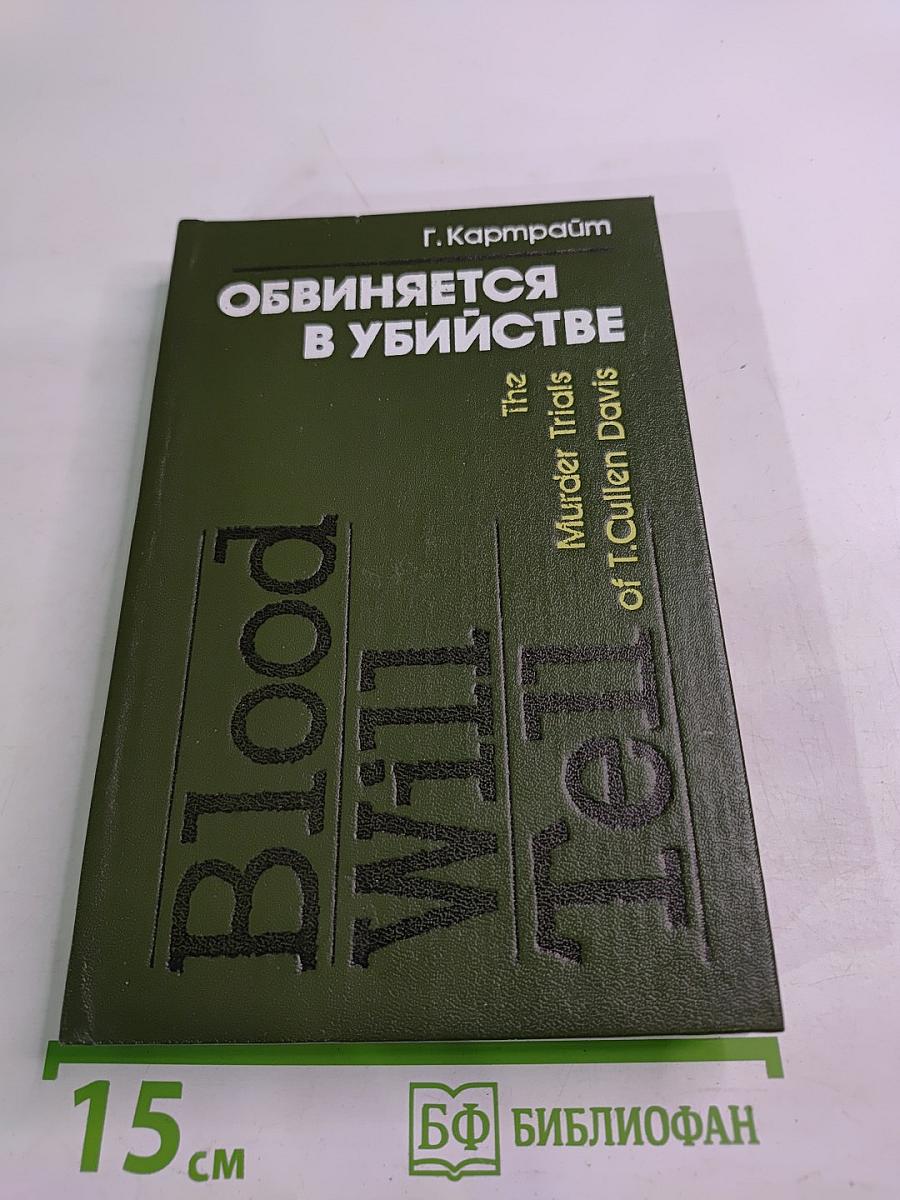 Г. Картрайт
ОБВИНЯЕТСЯ
В УБИЙСТВЕ
The
Murder Trials
of T. Cullen Davis
Blood
Will
Tell
15 см
БФ БИБЛИОФАН